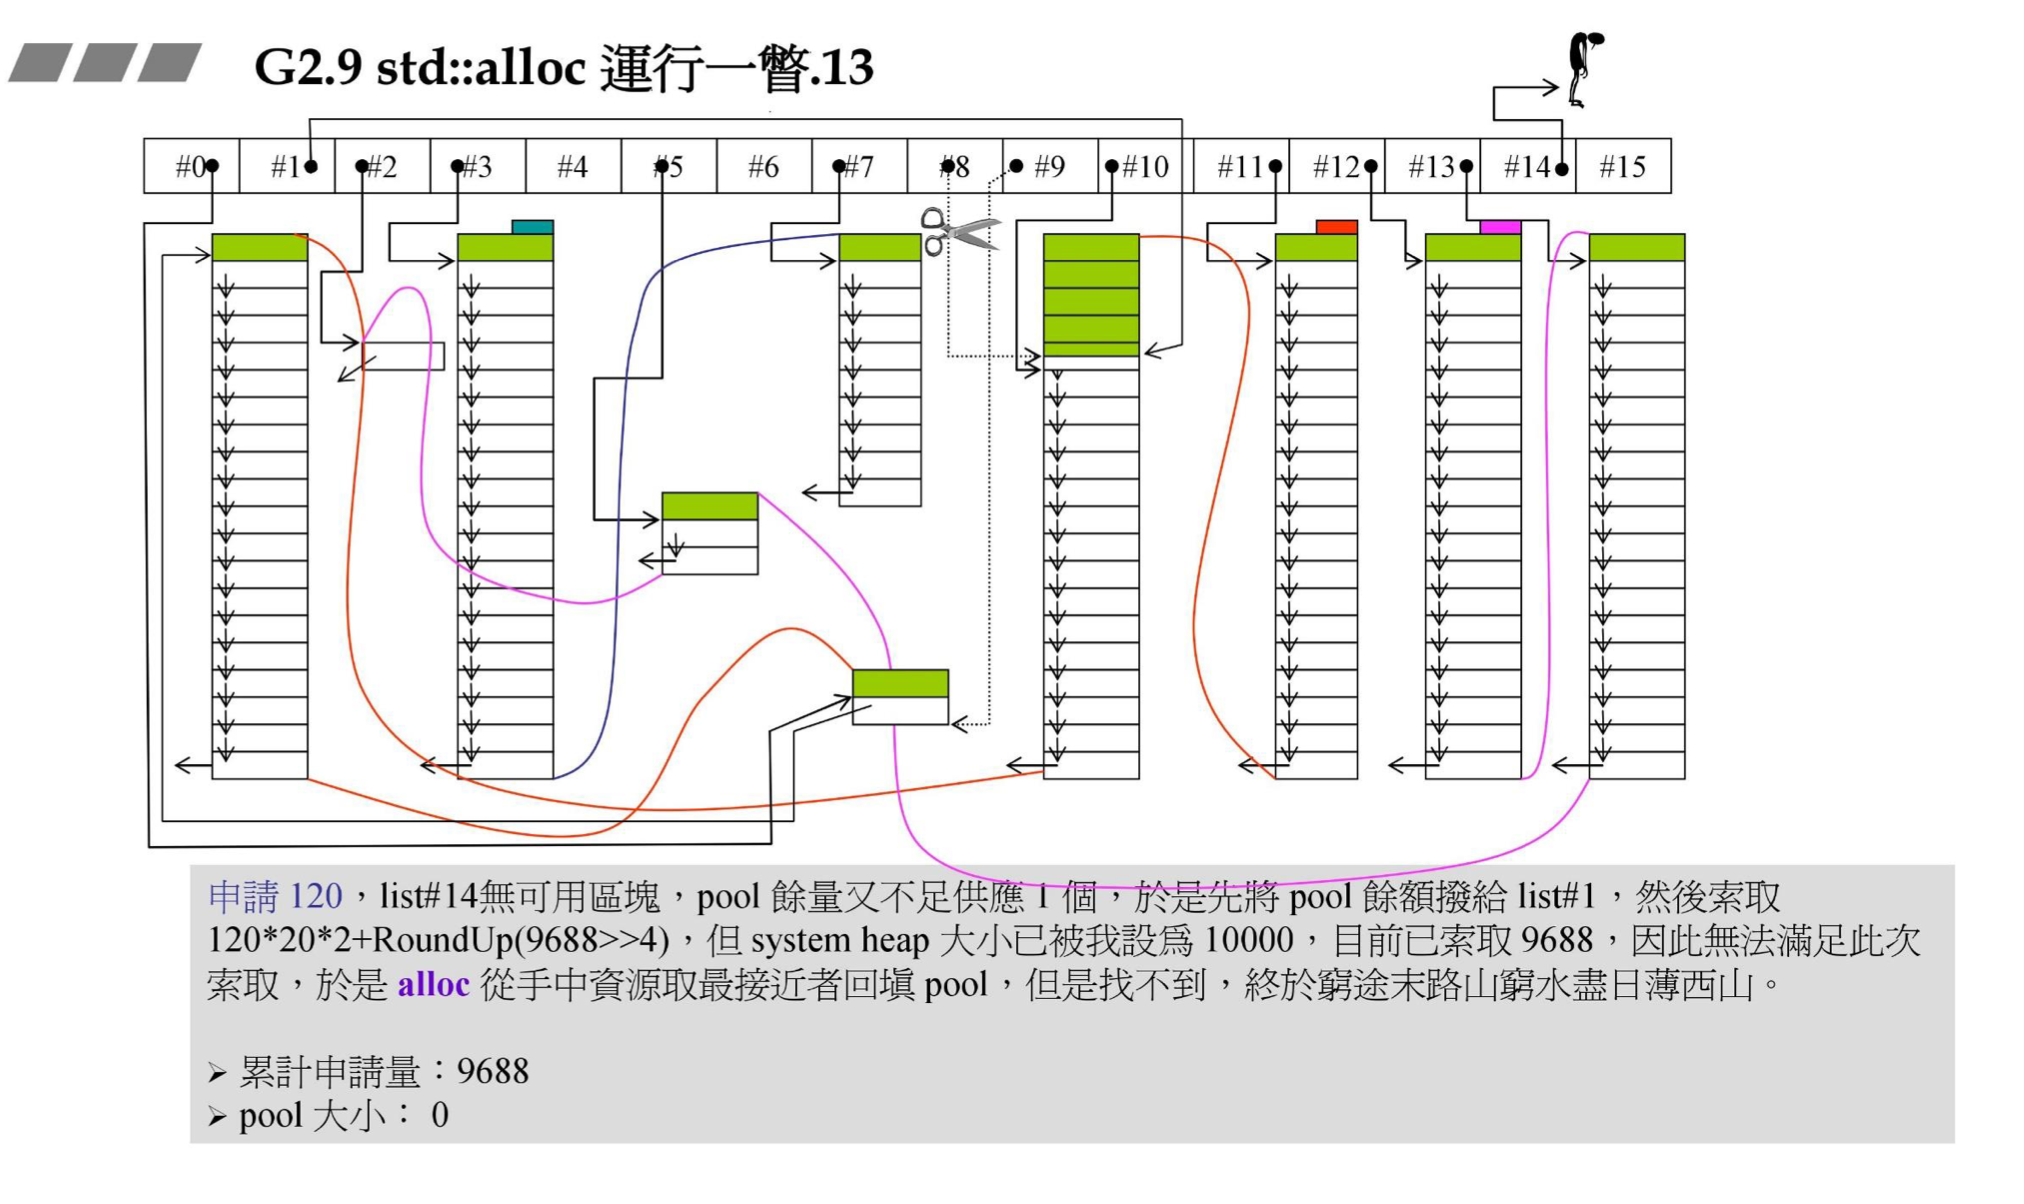 G2.9 std::alloc 運行一瞥.13
#0 #1 #2 #3 #4 #5 #6 #7 #8 #9 #10 #11 #12 #13 #14 #15
申請 120，list#14無可用區塊，pool 餘量又不足供應 1 個，於是先將 pool 餘額撥給 list#1，然後索取
120*20*2+RoundUp(9688>>4)，但 system heap 大小已被我設為 10000，目前已索取 9688，因此無法滿足此次
索取，於是 alloc 從手中資源取最接近者回填 pool，但是找不到，終於窮途末路山窮水盡日薄西山。
➢ 累計申請量：9688
➢ pool 大小： 0